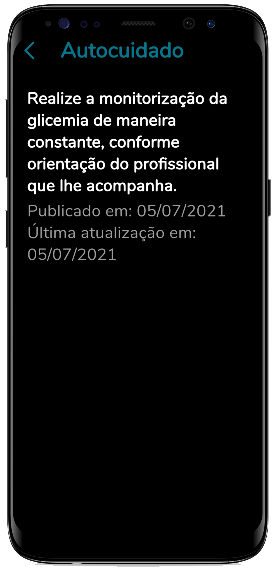 Autocuidado
Realize a monitorização da
glicemia de maneira
constante, conforme
orientação do profissional
que lhe acompanha.
Publicado em: 05/07/2021
Última atualização em:
05/07/2021